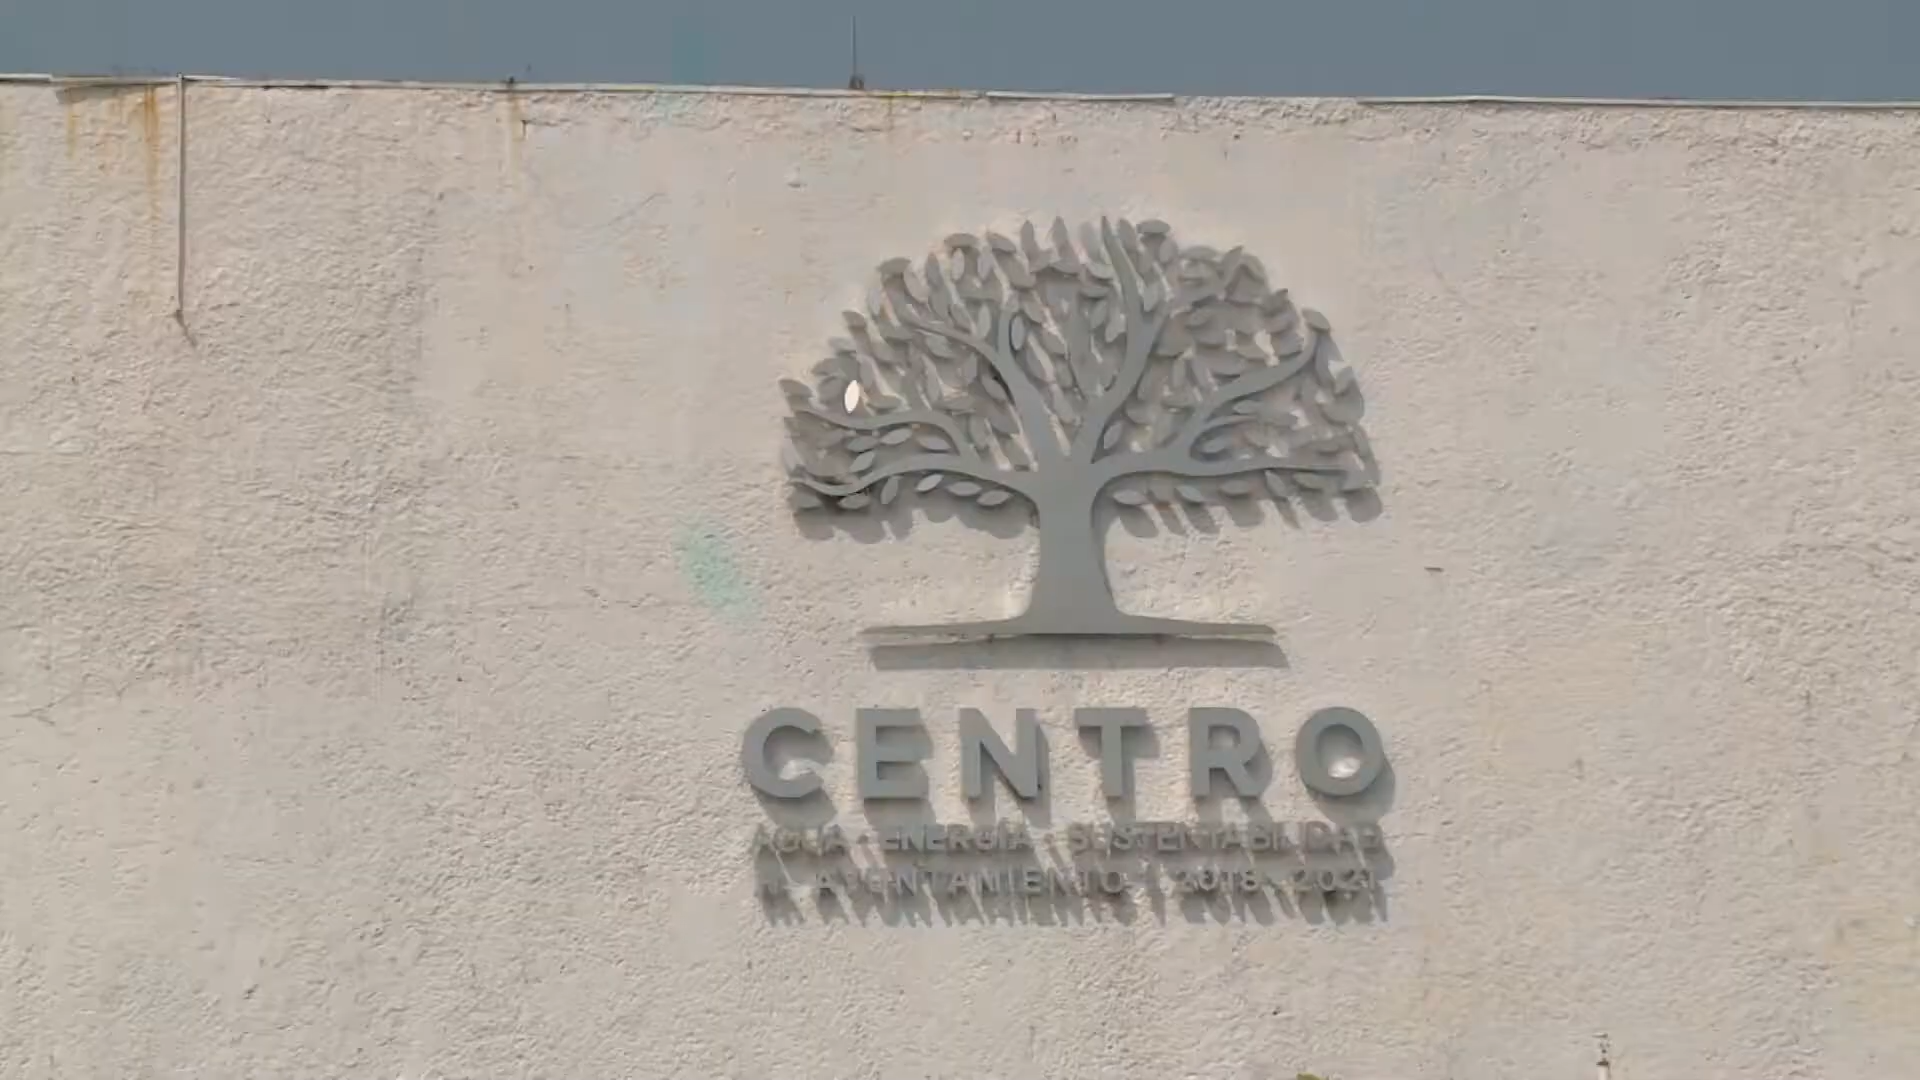 CENTRO
AGUA · ENERGÍA · SUSTENTABILIDAD
H. AYUNTAMIENTO | 2018 - 2021